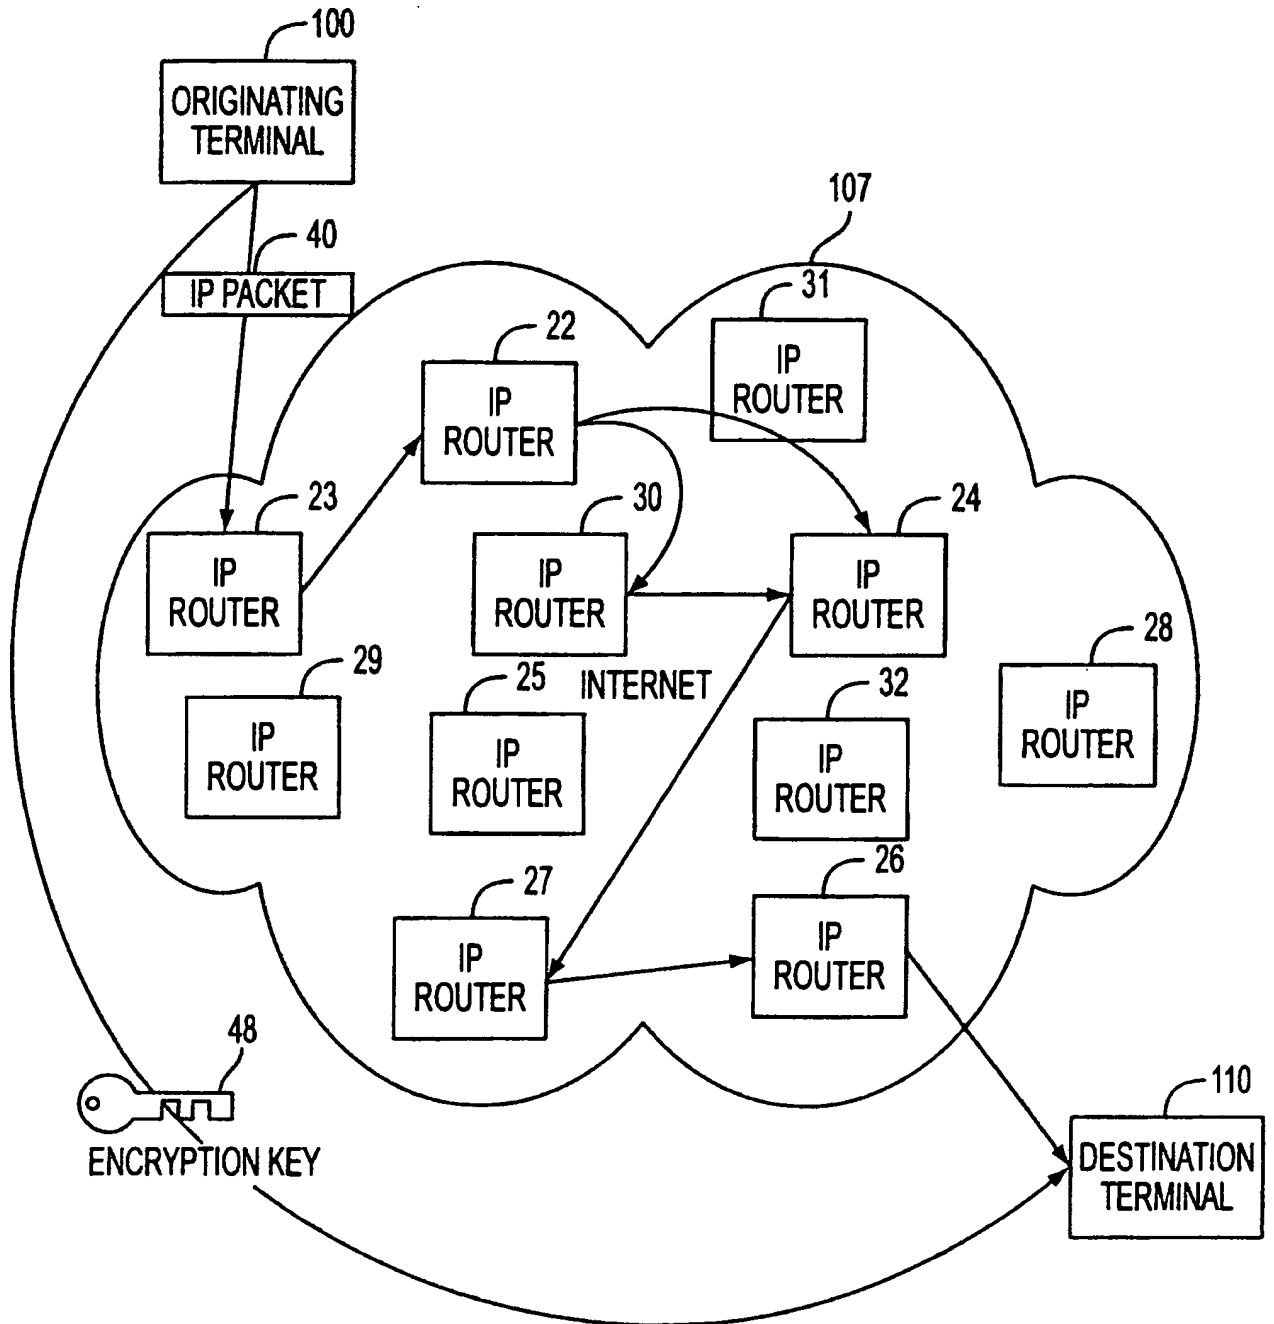 100
ORIGINATING
TERMINAL
107
40
IP PACKET
31
IP
ROUTER
22
IP
ROUTER
23
IP
ROUTER
30
IP
ROUTER
24
IP
ROUTER
28
IP
ROUTER
29
IP
ROUTER
25
IP
ROUTER
INTERNET
32
IP
ROUTER
27
IP
ROUTER
26
IP
ROUTER
48
ENCRYPTION KEY
110
DESTINATION
TERMINAL